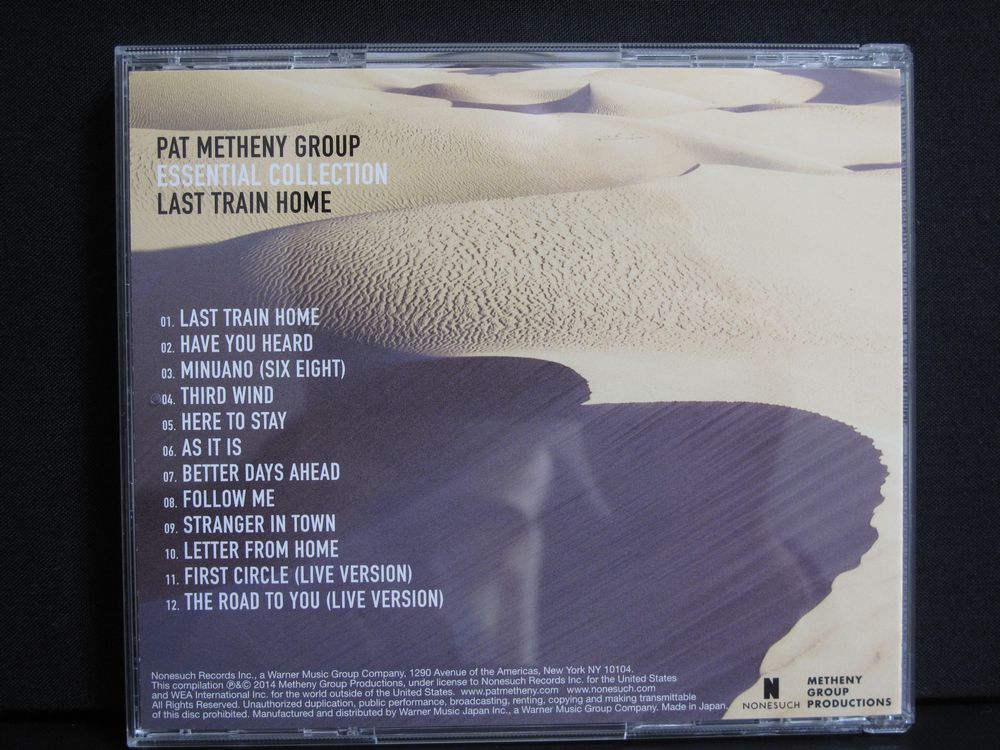 PAT METHENY GROUP
ESSENTIAL COLLECTION
LAST TRAIN HOME
01. LAST TRAIN HOME
02. HAVE YOU HEARD
03. MINUANO (SIX EIGHT)
04. THIRD WIND
05. HERE TO STAY
06. AS IT IS
07. BETTER DAYS AHEAD
08. FOLLOW ME
09. STRANGER IN TOWN
10. LETTER FROM HOME
11. FIRST CIRCLE (LIVE VERSION)
12. THE ROAD TO YOU (LIVE VERSION)
Nonesuch Records Inc., a Warner Music Group Company, 1290 Avenue of the Americas, New York NY 10104.
This compilation ℗&© 2014 Metheny Group Productions, under license to Nonesuch Records Inc. for the United States
and WEA International Inc. for the world outside of the United States. www.patmetheny.com www.nonesuch.com
All Rights Reserved. Unauthorized duplication, public performance, broadcasting, renting, copying and making transmittable
of this disc prohibited. Manufactured and distributed by Warner Music Japan Inc., a Warner Music Group Company. Made in Japan.
N
NONESUCH
METHENY
GROUP
PRODUCTIONS